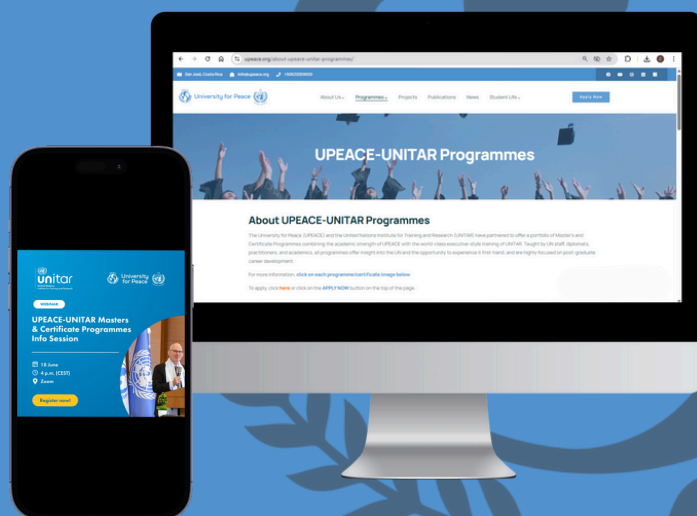 upeace.org/about-upeace-unitar-programmes/
San José, Costa Rica
University for Peace
About Us
Programmes
Projects
Publications
News
Student Life
Apply Now
UPEACE-UNITAR Programmes
About UPEACE-UNITAR Programmes
The University for Peace (UPEACE) and the United Nations Institute for Training and Research (UNITAR) have partnered to offer a portfolio of Master's and
Certificate Programmes combining the academic strength of UPEACE with the world-class executive-style training of UNITAR. Taught by UN staff, diplomats,
practitioners, and academics, all programmes offer insight into the UN and the opportunity to experience it first-hand, and are highly focused on post-graduate
career development.
For more information, click on each programme/certificate image below
To apply, click here or click on the APPLY NOW button on the top of the page.
unitar
University
for Peace
WEBINAR
UPEACE-UNITAR Masters
& Certificate Programmes
Info Session
18 June
4 p.m. (CEST)
Zoom
Register now!